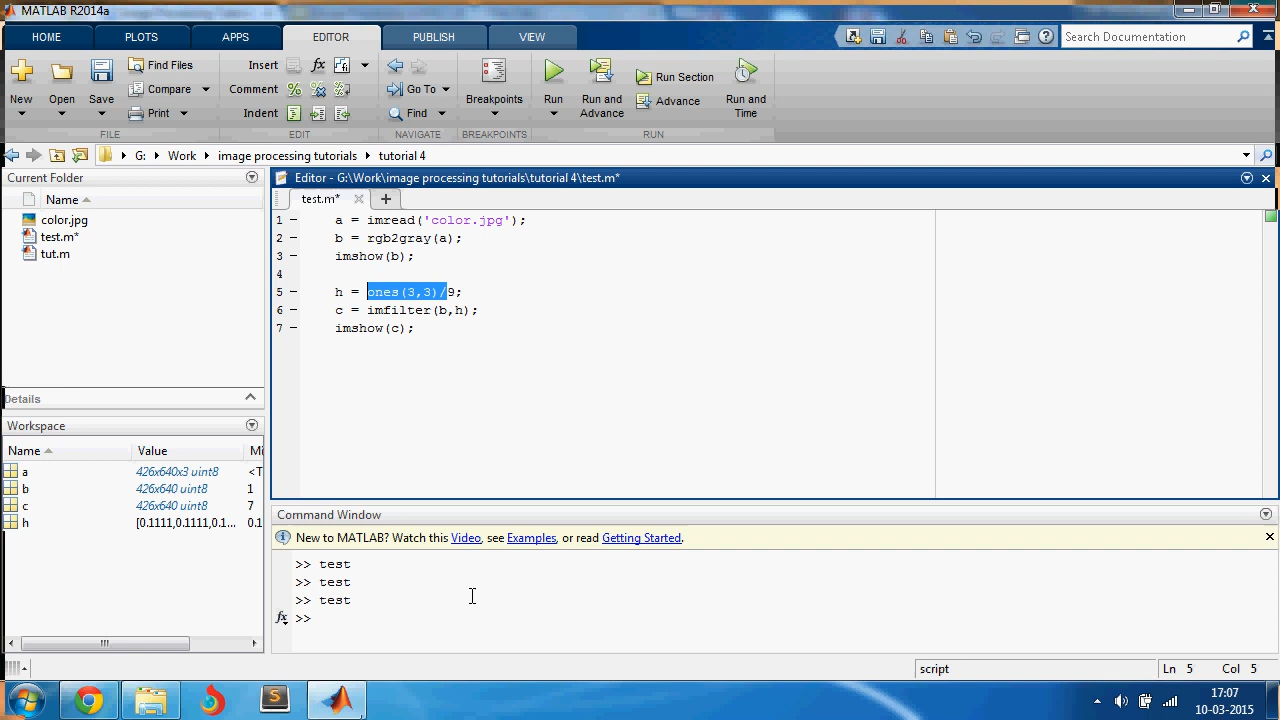 MATLAB R2014a
HOME PLOTS APPS EDITOR PUBLISH VIEW Search Documentation
New Open Save Find Files Compare Print
Insert fx Comment Indent
Go To Find
Breakpoints
Run Run and Advance Run Section Advance Run and Time
FILE EDIT NAVIGATE BREAKPOINTS RUN
G: Work image processing tutorials tutorial 4
Current Folder
Name
color.jpg
test.m*
tut.m
Details
Workspace
Name Value Mi
a 426x640x3 uint8 <T
b 426x640 uint8 1
c 426x640 uint8 7
h [0.1111,0.1111,0.1... 0.1
Editor - G:\Work\image processing tutorials\tutorial 4\test.m*
test.m*
1 – a = imread('color.jpg');
2 – b = rgb2gray(a);
3 – imshow(b);
4
5 – h = ones(3,3)/9;
6 – c = imfilter(b,h);
7 – imshow(c);
Command Window
New to MATLAB? Watch this Video, see Examples, or read Getting Started.
>> test
>> test
>> test
fx >>
script Ln 5 Col 5
17:07
10-03-2015